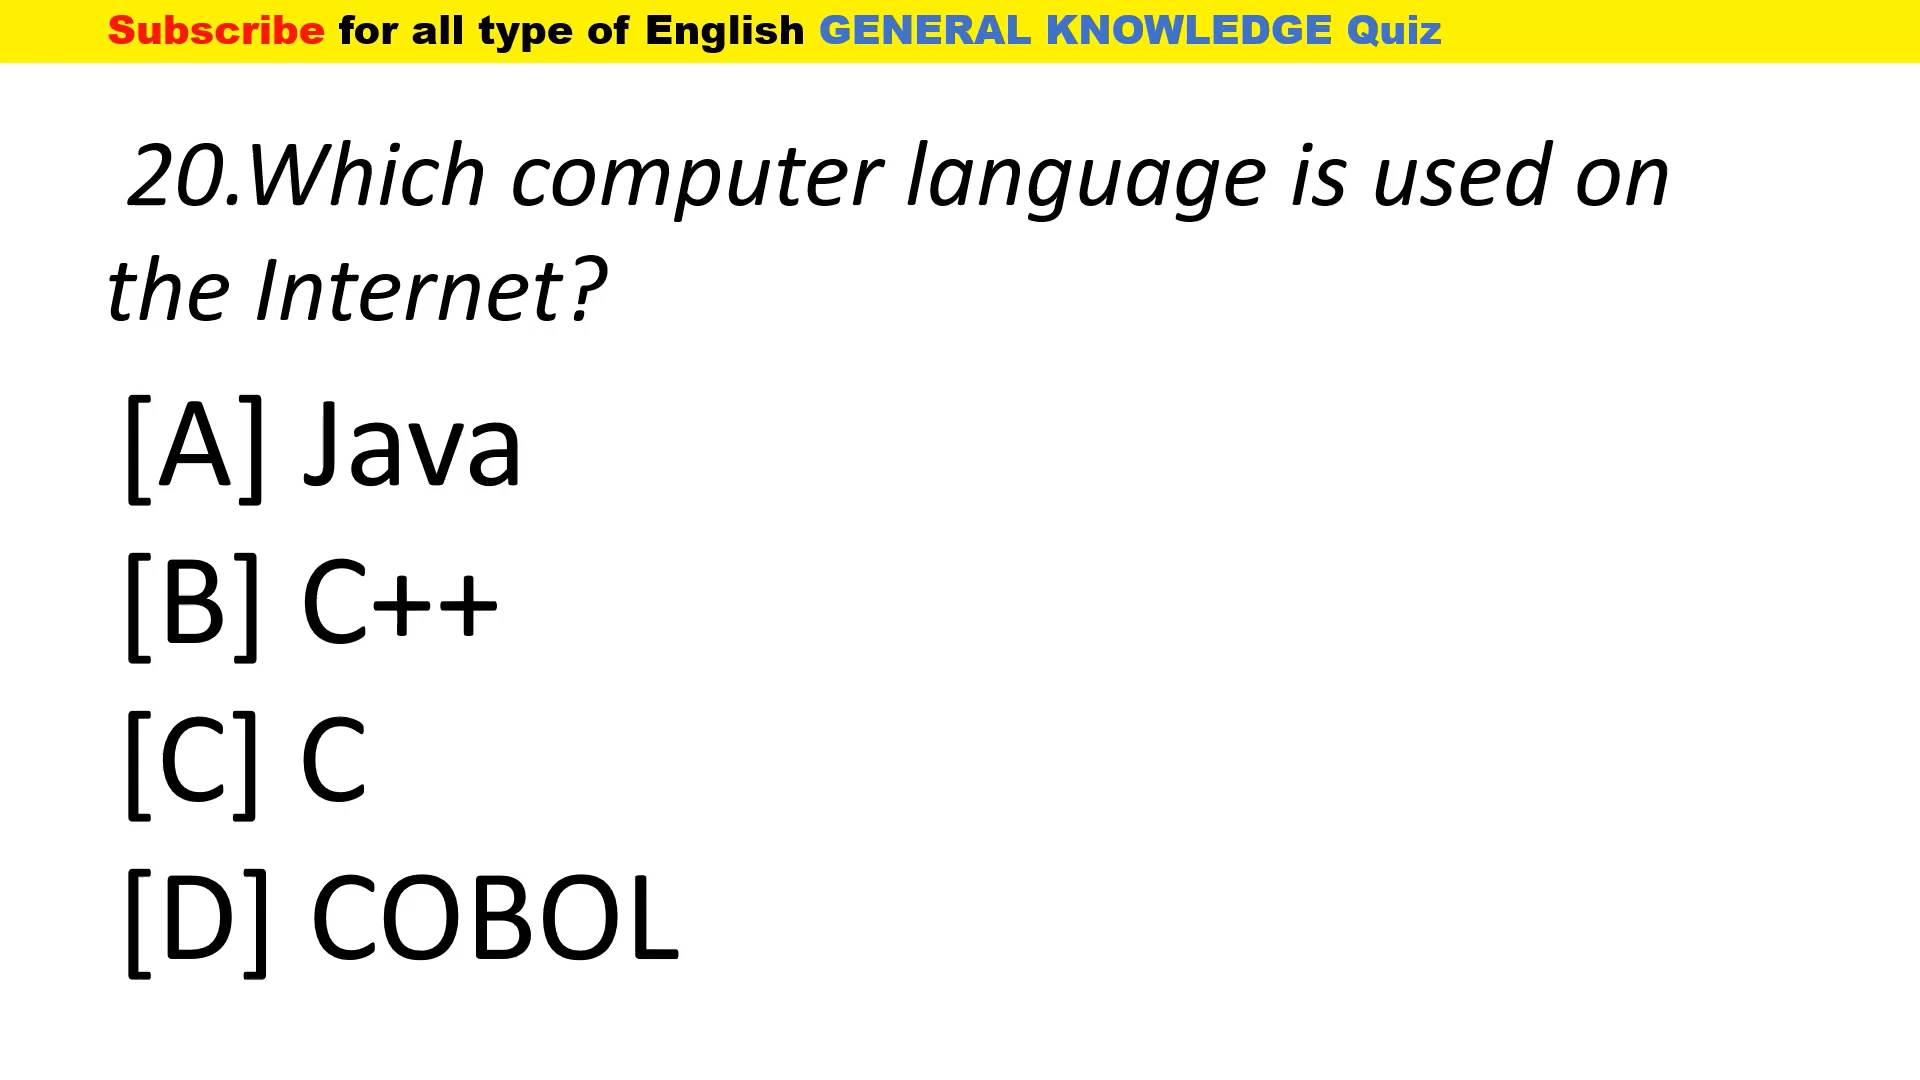 Subscribe for all type of English GENERAL KNOWLEDGE Quiz
20.Which computer language is used on
the Internet?
[A] Java
[B] C++
[C] C
[D] COBOL